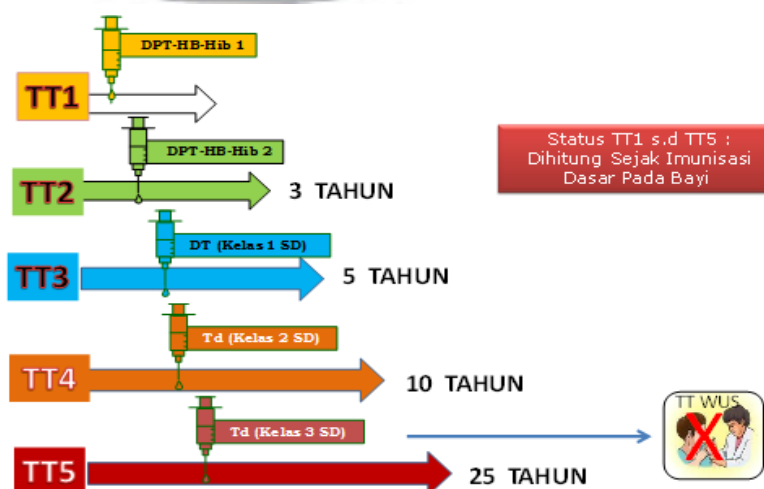 DPT-HB-Hib 1
TT1
DPT-HB-Hib 2
TT2
3 TAHUN
Status TT1 s.d TT5 :
Dihitung Sejak Imunisasi
Dasar Pada Bayi
DT (Kelas 1 SD)
TT3
5 TAHUN
Td (Kelas 2 SD)
TT4
10 TAHUN
Td (Kelas 3 SD)
TT5
25 TAHUN
TT WUS
X